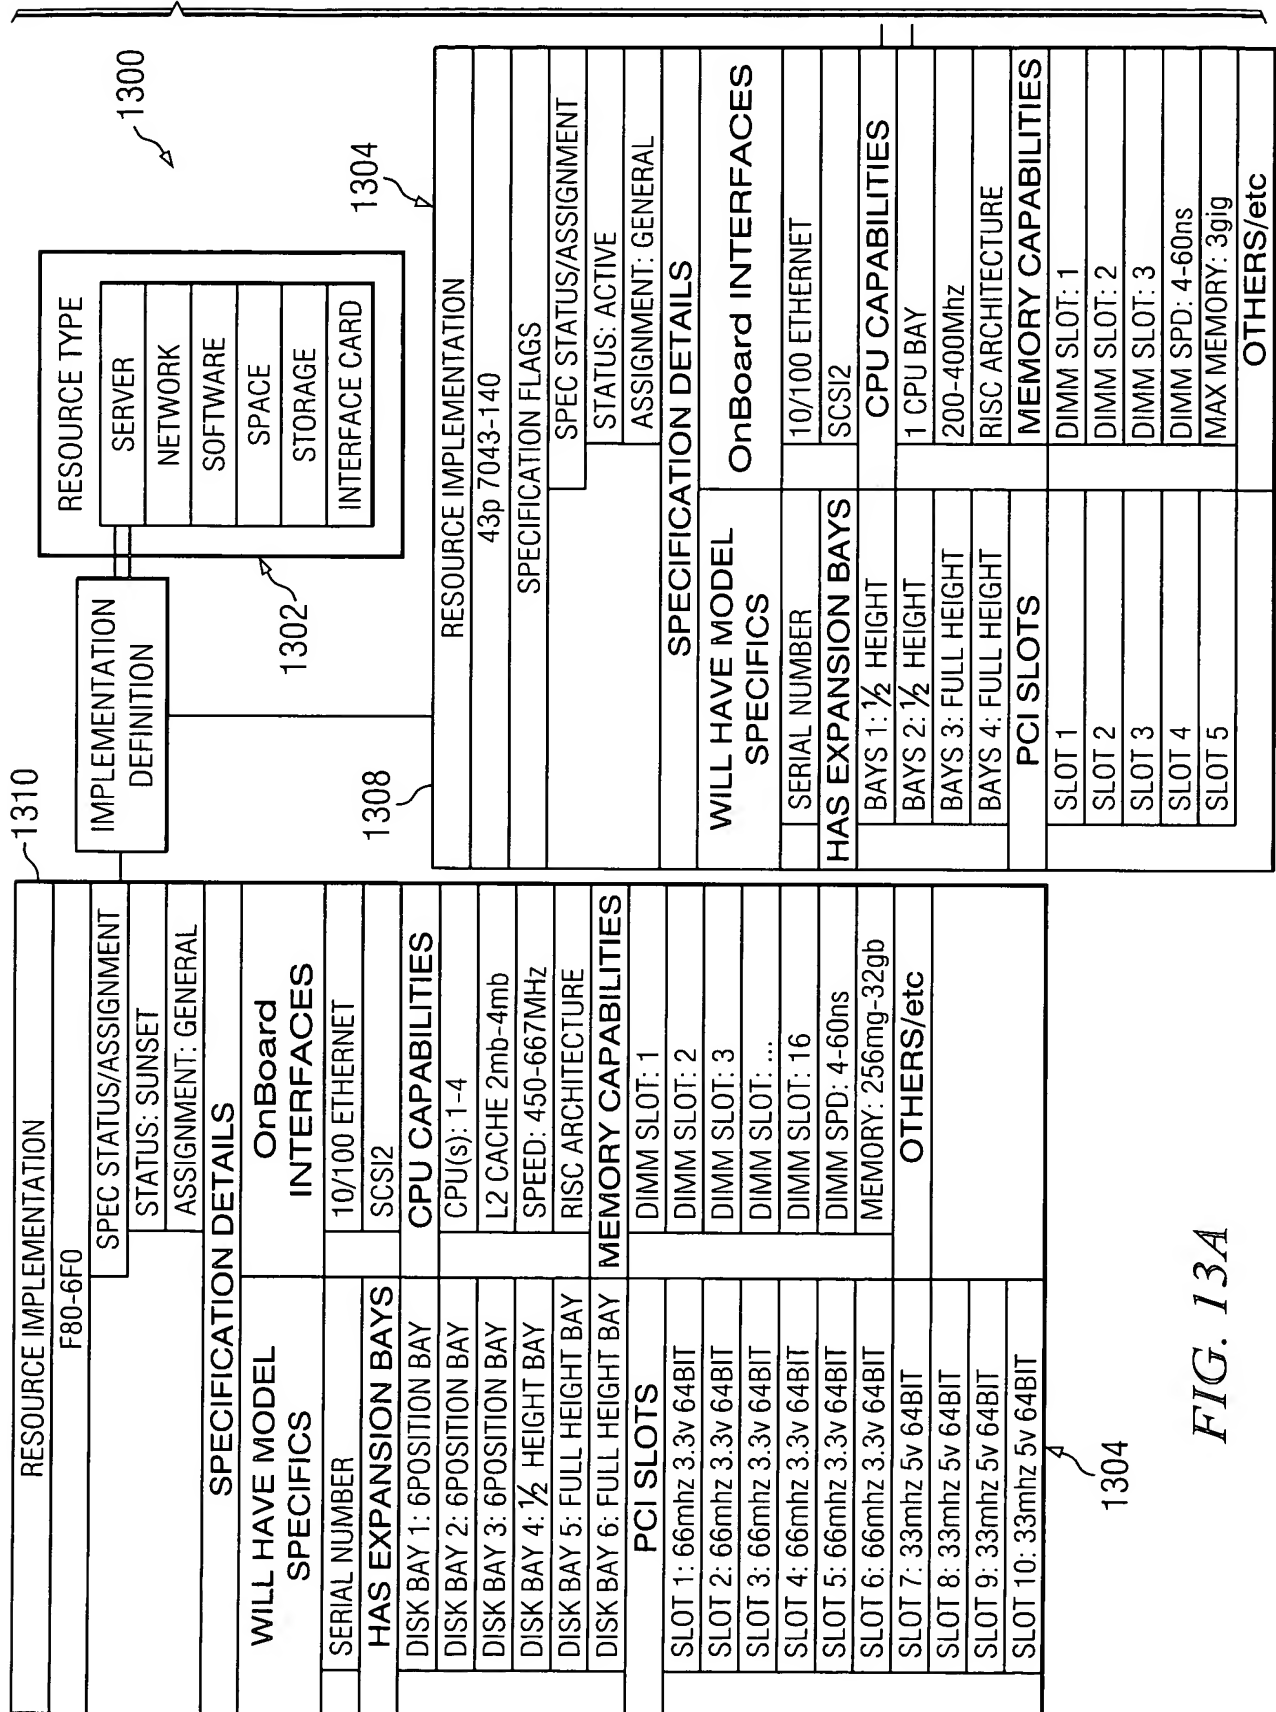 1310
RESOURCE IMPLEMENTATION
F80-6F0
SPEC STATUS/ASSIGNMENT
STATUS: SUNSET
ASSIGNMENT: GENERAL
SPECIFICATION DETAILS
WILL HAVE MODEL
SPECIFICS
SERIAL NUMBER
HAS EXPANSION BAYS
DISK BAY 1: 6POSITION BAY
DISK BAY 2: 6POSITION BAY
DISK BAY 3: 6POSITION BAY
DISK BAY 4: 1/2 HEIGHT BAY
DISK BAY 5: FULL HEIGHT BAY
DISK BAY 6: FULL HEIGHT BAY
PCI SLOTS
SLOT 1: 66mhz 3.3v 64BIT
SLOT 2: 66mhz 3.3v 64BIT
SLOT 3: 66mhz 3.3v 64BIT
SLOT 4: 66mhz 3.3v 64BIT
SLOT 5: 66mhz 3.3v 64BIT
SLOT 6: 66mhz 3.3v 64BIT
SLOT 7: 33mhz 5v 64BIT
SLOT 8: 33mhz 5v 64BIT
SLOT 9: 33mhz 5v 64BIT
SLOT 10: 33mhz 5v 64BIT
OnBoard
INTERFACES
10/100 ETHERNET
SCSI2
CPU CAPABILITIES
CPU(s): 1-4
L2 CACHE 2mb-4mb
SPEED: 450-667MHz
RISC ARCHITECTURE
MEMORY CAPABILITIES
DIMM SLOT: 1
DIMM SLOT: 2
DIMM SLOT: 3
DIMM SLOT: ...
DIMM SLOT: 16
DIMM SPD: 4-60ns
MEMORY: 256mg-32gb
OTHERS/etc
1304
IMPLEMENTATION
DEFINITION
RESOURCE TYPE
SERVER
NETWORK
SOFTWARE
SPACE
STORAGE
INTERFACE CARD
1302
1300
1308
1304
RESOURCE IMPLEMENTATION
43p 7043-140
SPECIFICATION FLAGS
SPEC STATUS/ASSIGNMENT
STATUS: ACTIVE
ASSIGNMENT: GENERAL
SPECIFICATION DETAILS
WILL HAVE MODEL
SPECIFICS
SERIAL NUMBER
HAS EXPANSION BAYS
BAYS 1: 1/2 HEIGHT
BAYS 2: 1/2 HEIGHT
BAYS 3: FULL HEIGHT
BAYS 4: FULL HEIGHT
PCI SLOTS
SLOT 1
SLOT 2
SLOT 3
SLOT 4
SLOT 5
OnBoard INTERFACES
10/100 ETHERNET
SCSI2
CPU CAPABILITIES
1 CPU BAY
200-400Mhz
RISC ARCHITECTURE
MEMORY CAPABILITIES
DIMM SLOT: 1
DIMM SLOT: 2
DIMM SLOT: 3
DIMM SPD: 4-60ns
MAX MEMORY: 3gig
OTHERS/etc
FIG. 13A